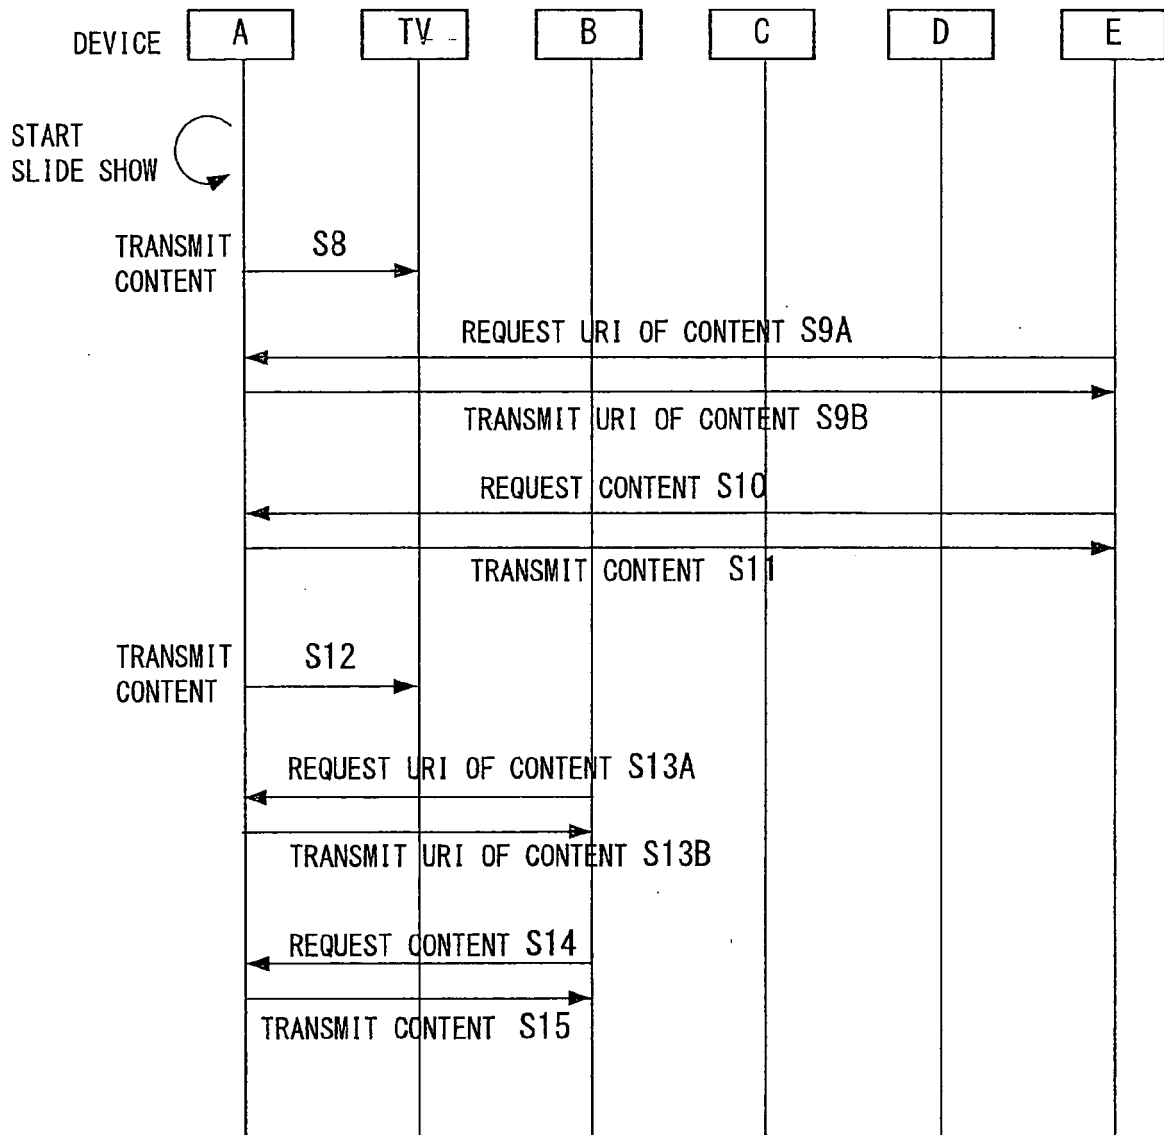 DEVICE A TV B C D E
START
SLIDE SHOW
TRANSMIT S8
CONTENT
REQUEST URI OF CONTENT S9A
TRANSMIT URI OF CONTENT S9B
REQUEST CONTENT S10
TRANSMIT CONTENT S11
TRANSMIT S12
CONTENT
REQUEST URI OF CONTENT S13A
TRANSMIT URI OF CONTENT S13B
REQUEST CONTENT S14
TRANSMIT CONTENT S15